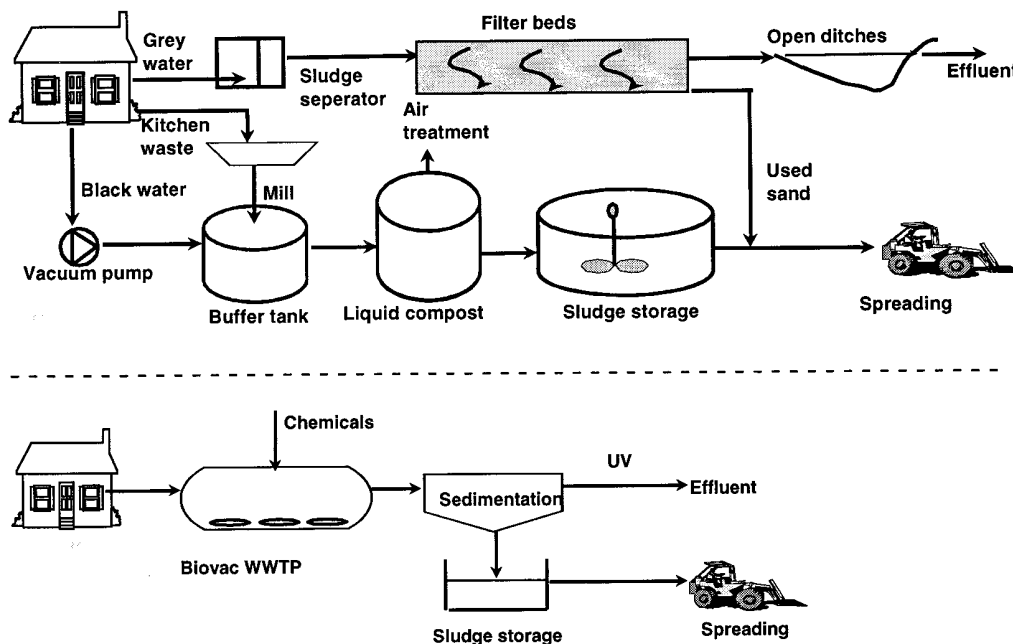 Filter beds
Grey
water
Open ditches
Effluent
Sludge
seperator
Kitchen
waste
Air
treatment
Black water
Mill
Used
sand
Vacuum pump
Buffer tank
Liquid compost
Sludge storage
Spreading
Chemicals
UV
Sedimentation
Effluent
Biovac WWTP
Sludge storage
Spreading